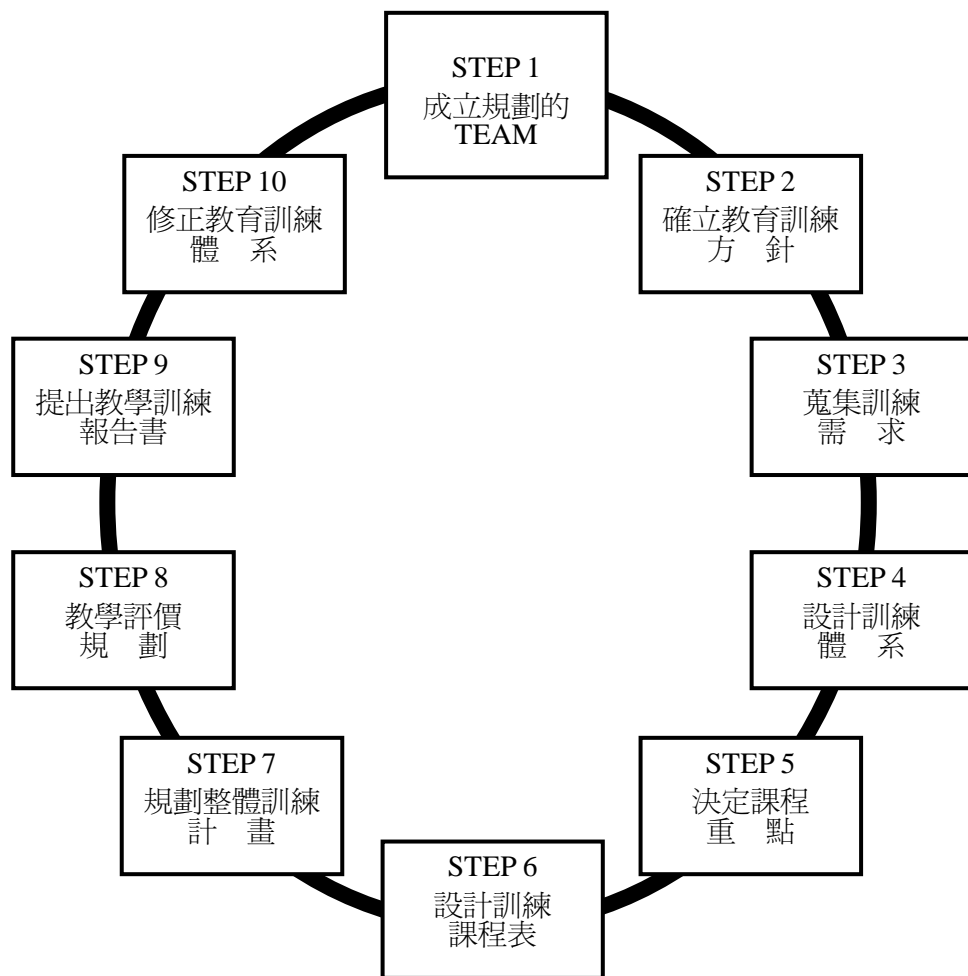 STEP 1
成立規劃的
TEAM
STEP 2
確立教育訓練
方 針
STEP 3
蒐集訓練
需 求
STEP 4
設計訓練
體 系
STEP 5
決定課程
重 點
STEP 6
設計訓練
課程表
STEP 7
規劃整體訓練
計 畫
STEP 8
教學評價
規 劃
STEP 9
提出教學訓練
報告書
STEP 10
修正教育訓練
體 系